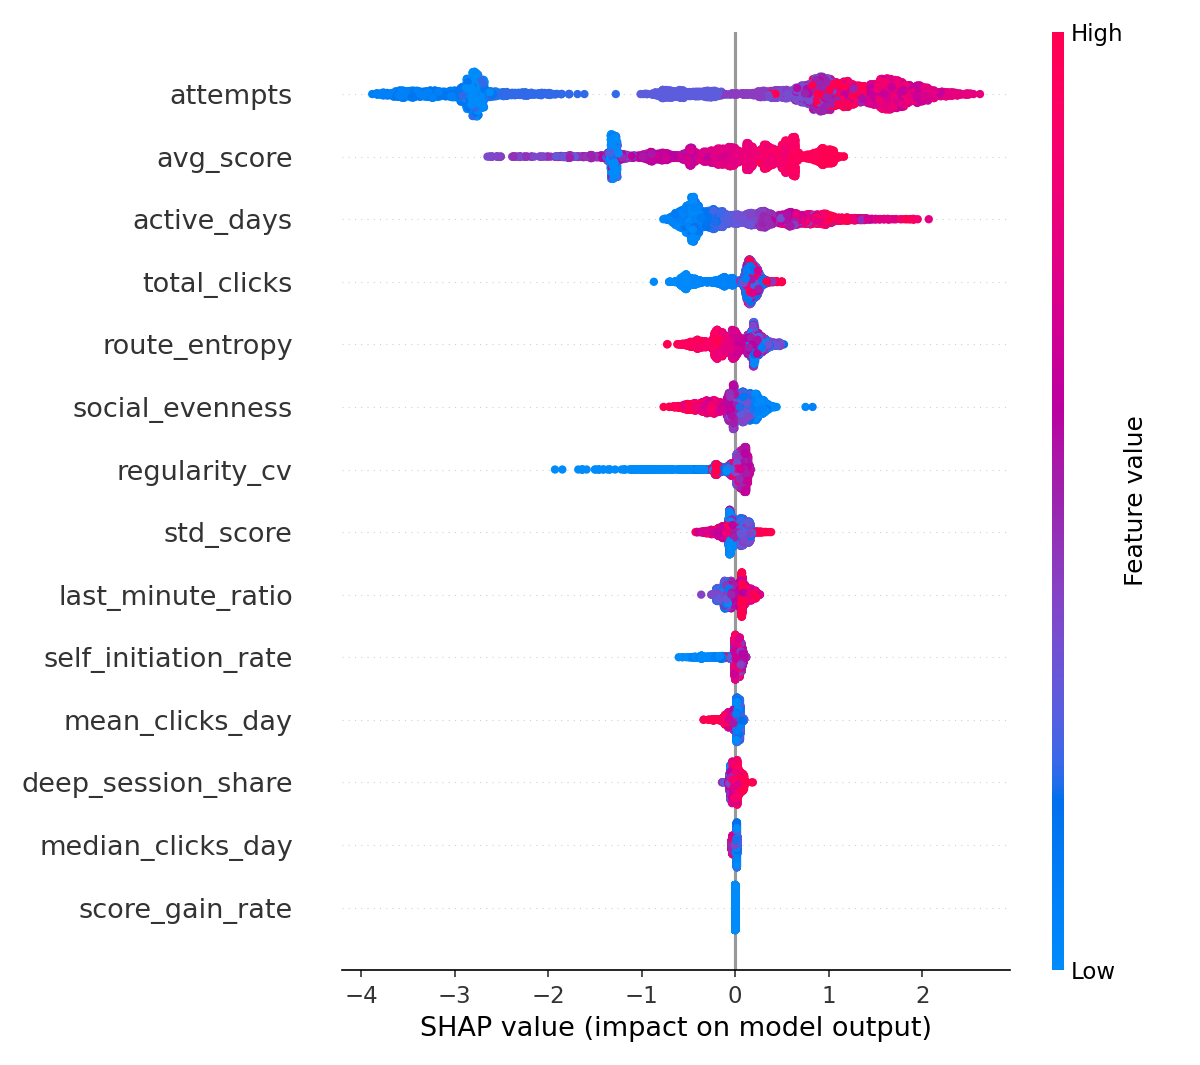 High
attempts
avg_score
active_days
total_clicks
route_entropy
social_evenness
regularity_cv
std_score
last_minute_ratio
self_initiation_rate
mean_clicks_day
deep_session_share
median_clicks_day
score_gain_rate
Feature value
Low
−4 −3 −2 −1 0 1 2
SHAP value (impact on model output)